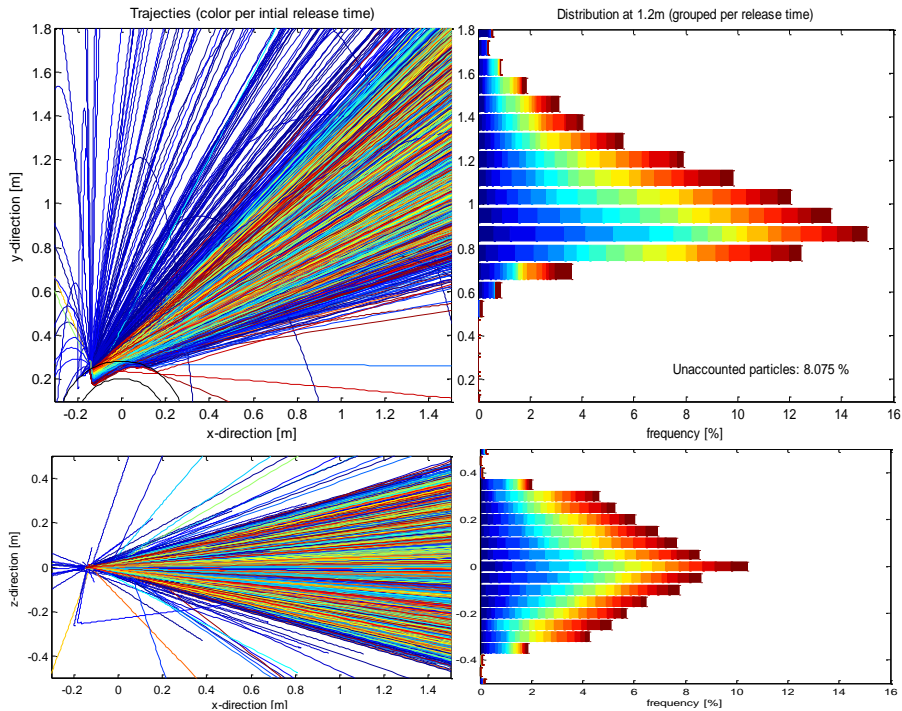 Trajecties (color per intial release time)
1.8
1.6
1.4
1.2
1
0.8
0.6
0.4
0.2
y-direction [m]
-0.2 0 0.2 0.4 0.6 0.8 1 1.2 1.4
x-direction [m]
Distribution at 1.2m (grouped per release time)
1.8
1.6
1.4
1.2
1
0.8
0.6
0.4
0.2
Unaccounted particles: 8.075 %
0 2 4 6 8 10 12 14 16
frequency [%]
0.4
0.2
0
-0.2
-0.4
z-direction [m]
-0.2 0 0.2 0.4 0.6 0.8 1 1.2 1.4
x-direction [m]
0.4
0.2
0
-0.2
-0.4
0 2 4 6 8 10 12 14 16
frequency [%]